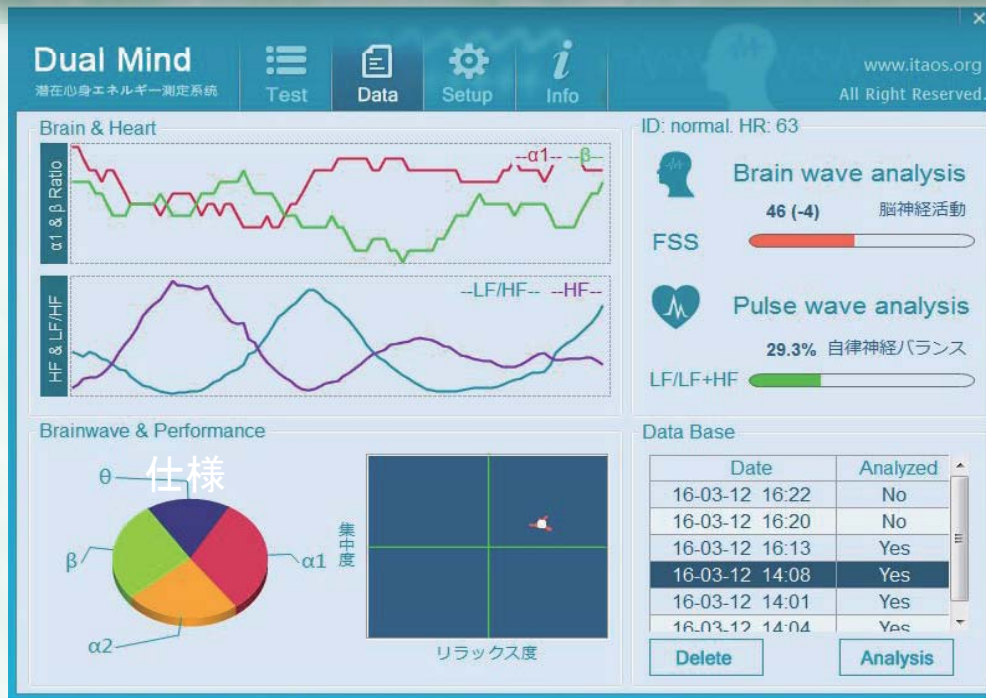 Dual Mind
潜在心身エネルギー測定系统
Test
Data
Setup
Info
www.itaos.org
All Right Reserved.
Brain & Heart
α1 & β Ratio
--α1-- --β--
HF & LF/HF
--LF/HF-- --HF--
ID: normal. HR: 63
Brain wave analysis
46 (-4) 脳神経活動
FSS
Pulse wave analysis
29.3% 自律神経バランス
LF/LF+HF
Brainwave & Performance
仕様
θ
β
α1
α2
集中度
リラックス度
Data Base
Date Analyzed
16-03-12 16:22 No
16-03-12 16:20 No
16-03-12 16:13 Yes
16-03-12 14:08 Yes
16-03-12 14:01 Yes
16-03-12 14:04 Yes
Delete
Analysis